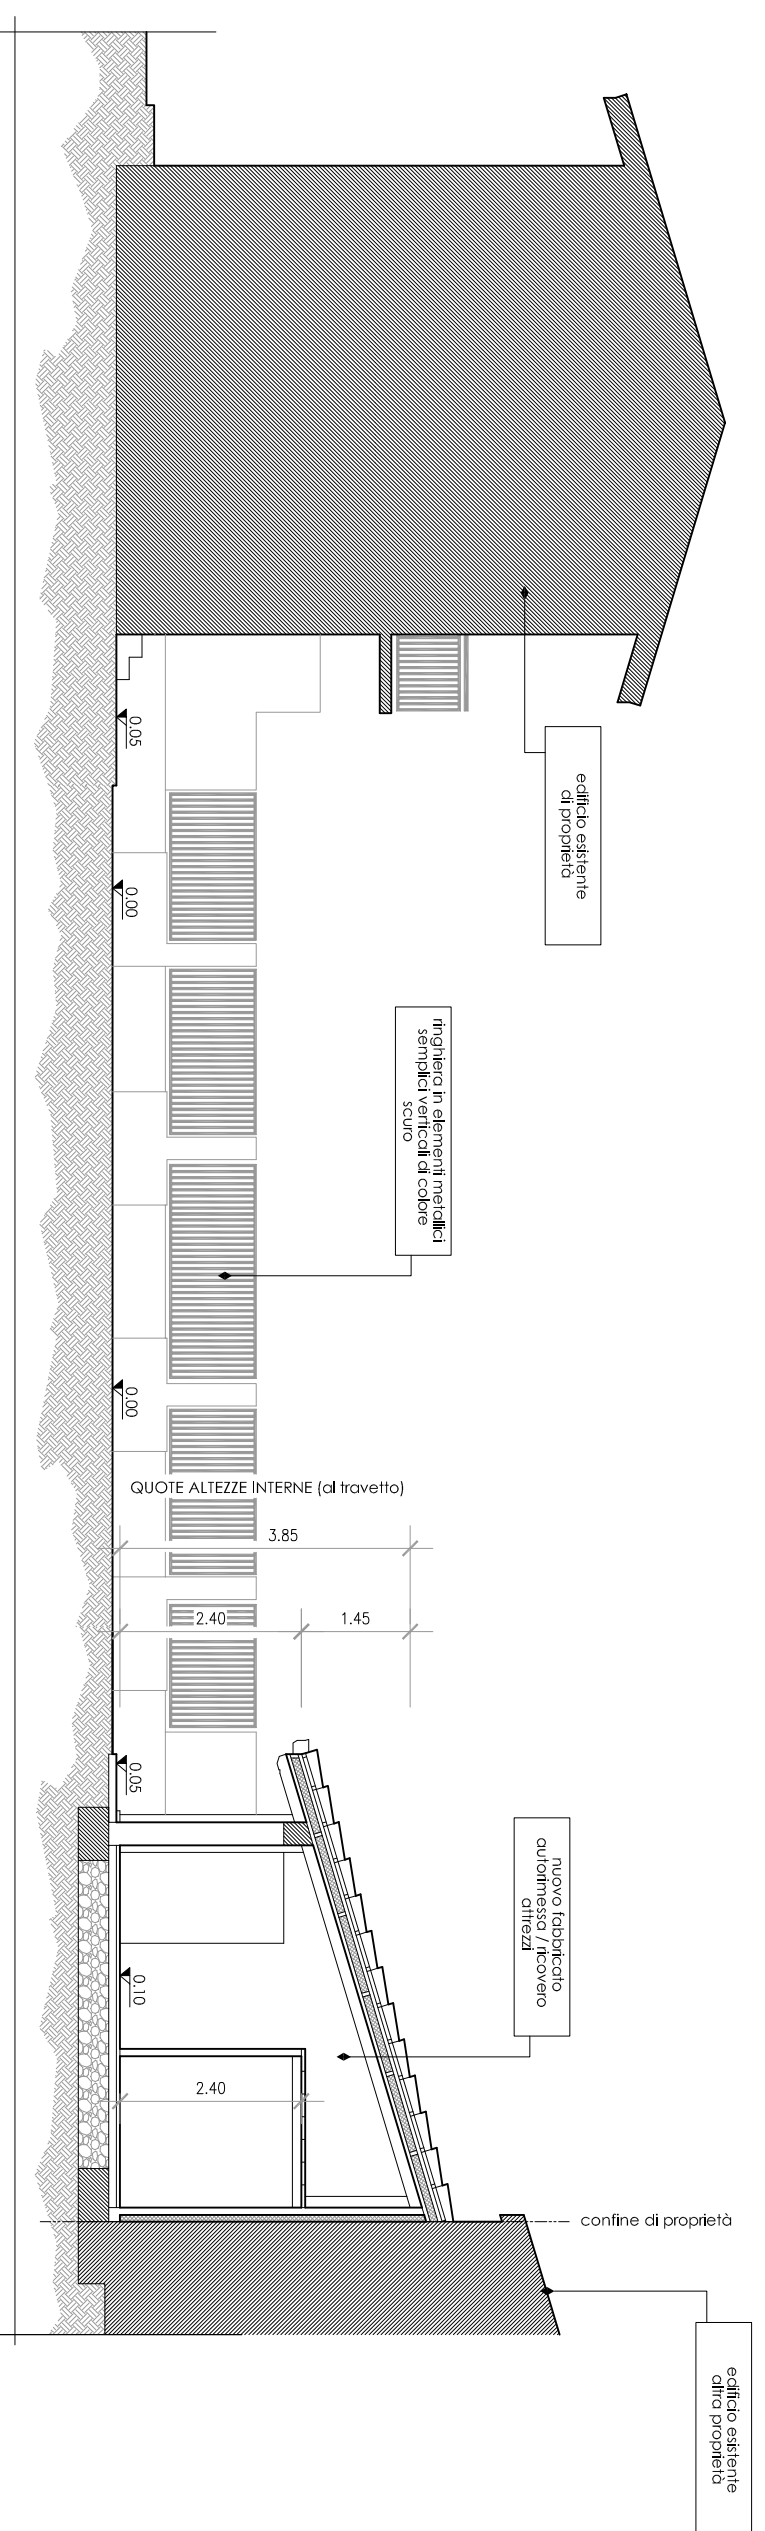 edificio esistente
di proprietà
0.05
0.00
ringhiera in elementi metallici
semplici verticali di colore
scuro
0.00
QUOTE ALTEZZE INTERNE (al travetto)
3.85
2.40
1.45
0.05
nuovo fabbricato
autorimessa / ricovero
attrezzi
0.10
2.40
confine di proprietà
edificio esistente
altra proprietà